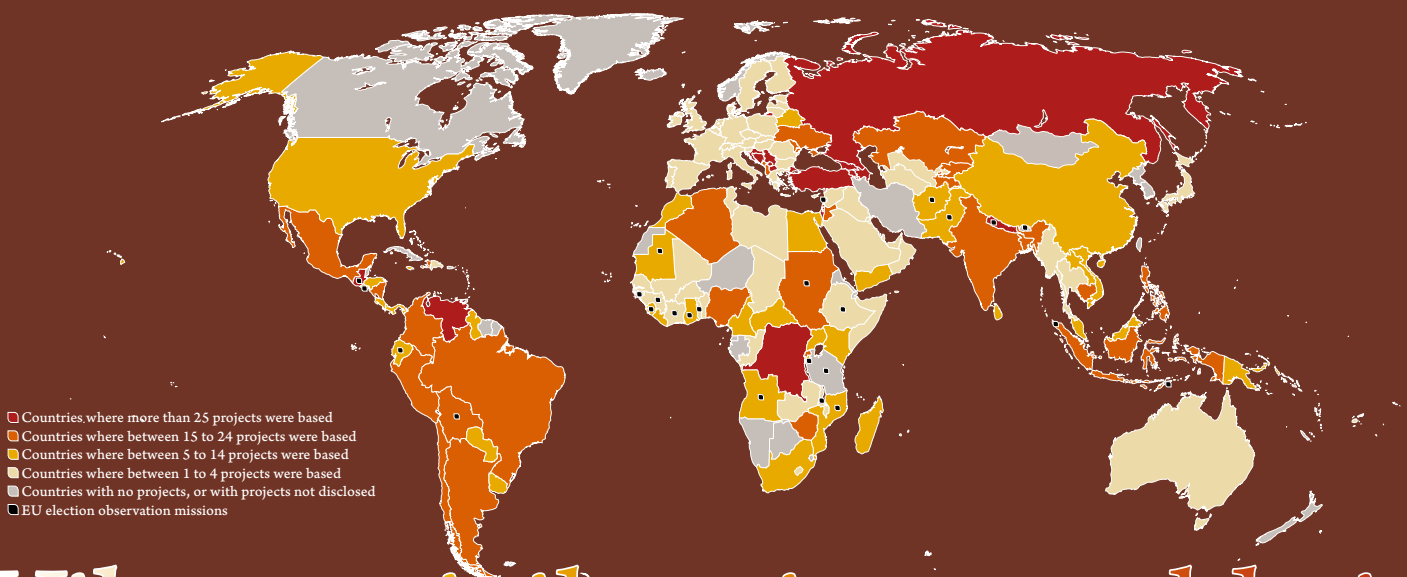 Countries where more than 25 projects were based
Countries where between 15 to 24 projects were based
Countries where between 5 to 14 projects were based
Countries where between 1 to 4 projects were based
Countries with no projects, or with projects not disclosed
EU election observation missions